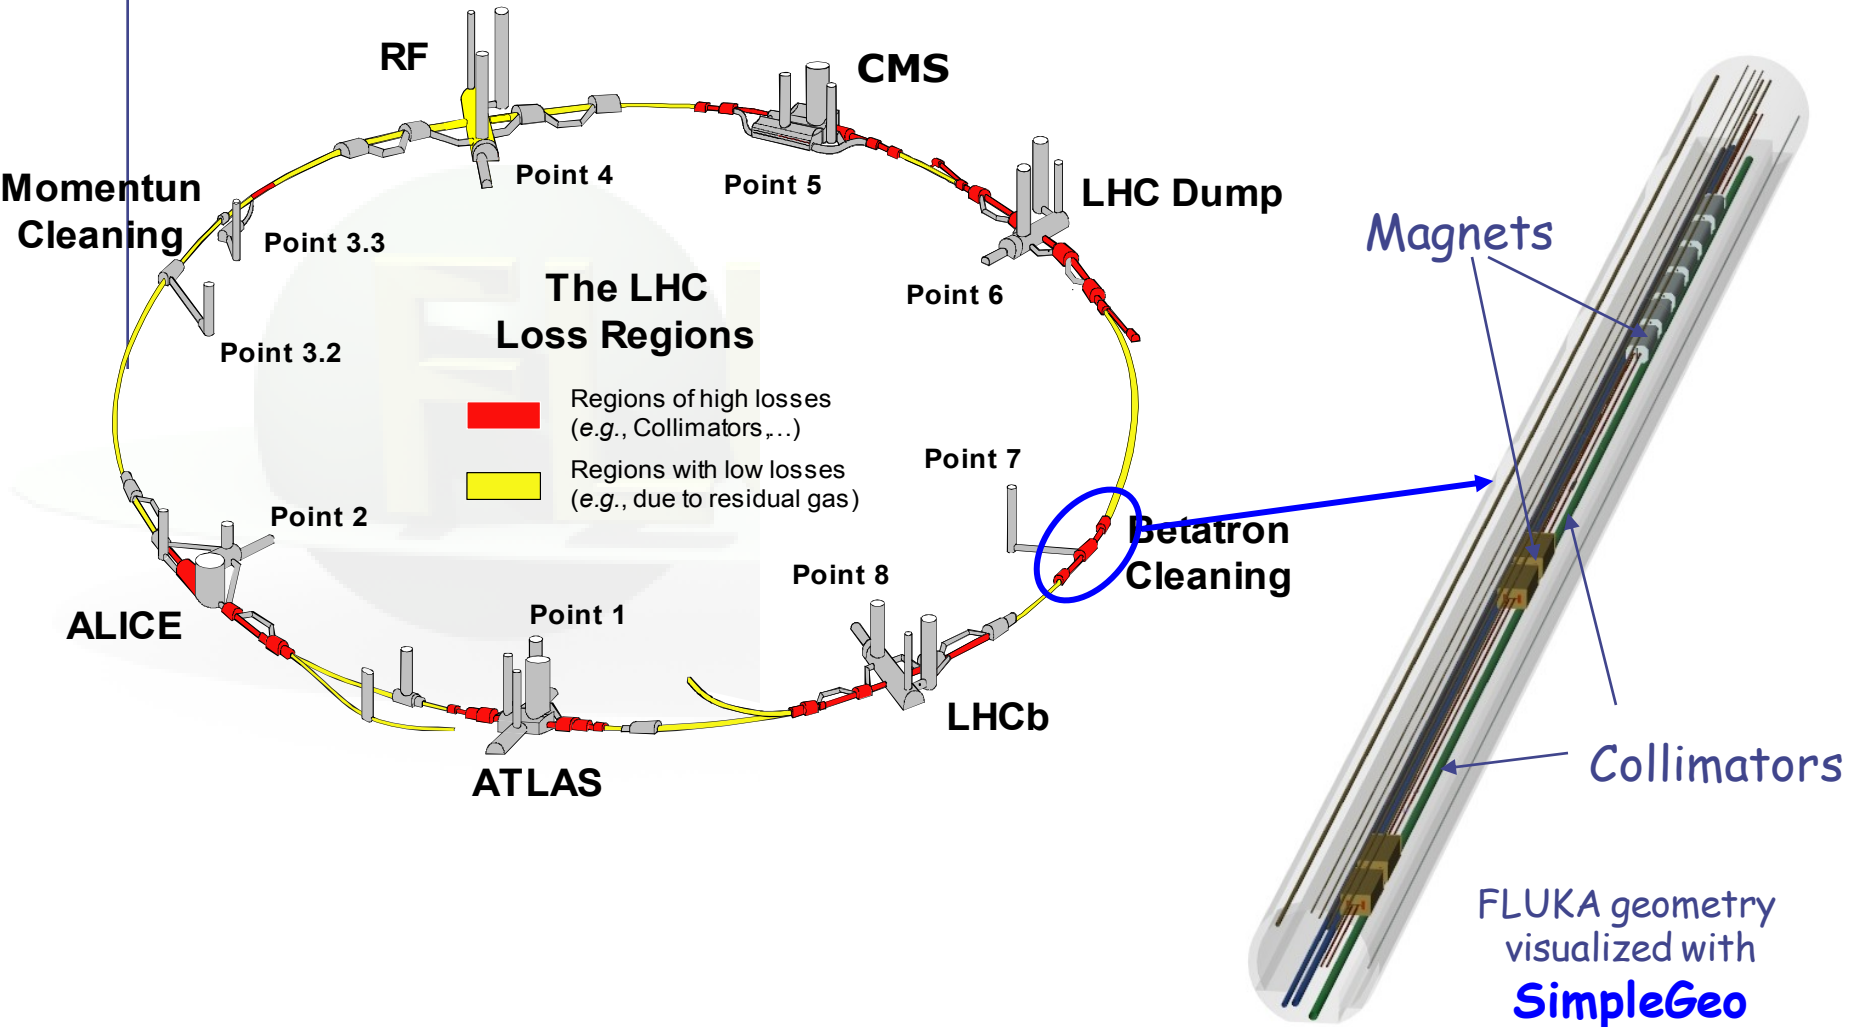 RF
CMS
Momentun
Cleaning
Point 4
Point 5
LHC Dump
Point 3.3
Magnets
The LHC
Loss Regions
Point 6
Point 3.2
Regions of high losses
(e.g., Collimators,…)
Regions with low losses
(e.g., due to residual gas)
Point 7
Point 2
Betatron
Cleaning
Point 8
ALICE
Point 1
LHCb
Collimators
ATLAS
FLUKA geometry
visualized with
SimpleGeo